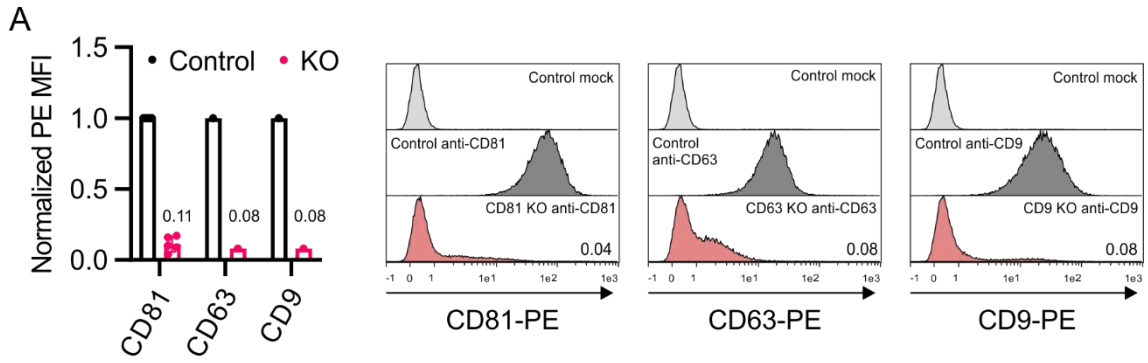 A
Normalized PE MFI
1.5
1.0
0.5
0.0
Control
KO
0.11
0.08
0.08
CD81
CD63
CD9
Control mock
Control anti-CD81
CD81 KO anti-CD81
0.04
-1 0 1 1e1 1e2 1e3
CD81-PE
Control mock
Control
anti-CD63
CD63 KO anti-CD63
0.08
-1 0 1 1e1 1e2 1e3
CD63-PE
Control mock
Control anti-CD9
CD9 KO anti-CD9
0.08
-1 0 1 1e1 1e2 1e3
CD9-PE